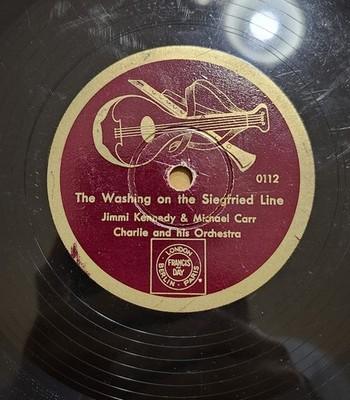 0112
The Washing on the Siegfried Line
Jimmi Kennedy & Michael Carr
Charlie and his Orchestra
LONDON
FRANCIS
DAY
BERLIN · PARIS